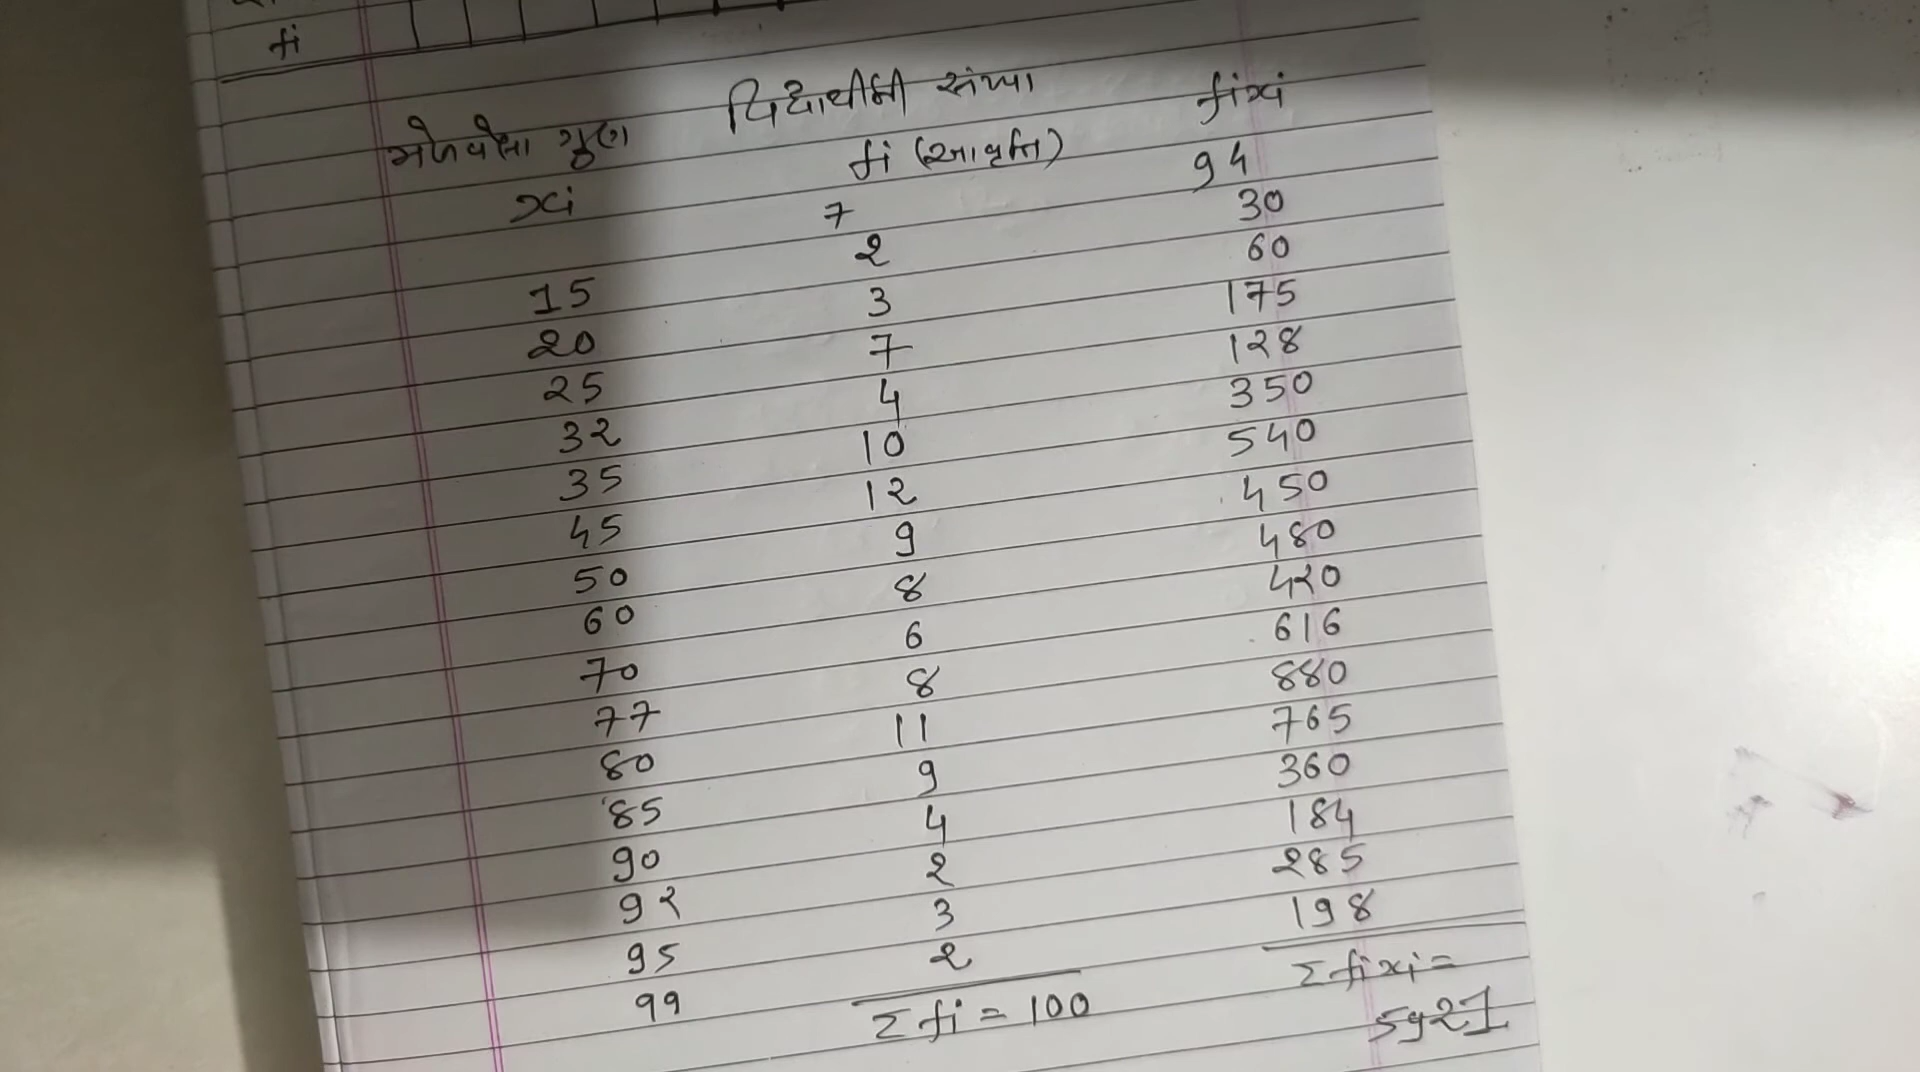 fi
વિદ્યાર્થીની સંખ્યા fixi
મેળવેલા ગુણ fi (આવૃત્તિ) 94
xi 7 30
2 60
15 3 175
20 7 128
25 4 350
32 10 540
35 12 450
45 9 480
50 8 420
60 6 616
70 8 880
77 11 765
80 9 360
85 4 184
90 2 285
92 3 198
95 2 Σfixi =
99 Σfi = 100 5921